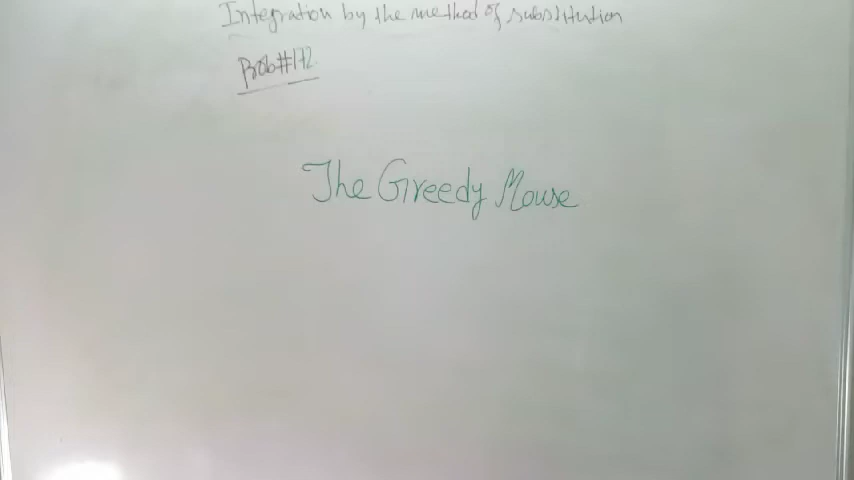 Integration by the method of substitution
Prob#172
The Greedy Mouse